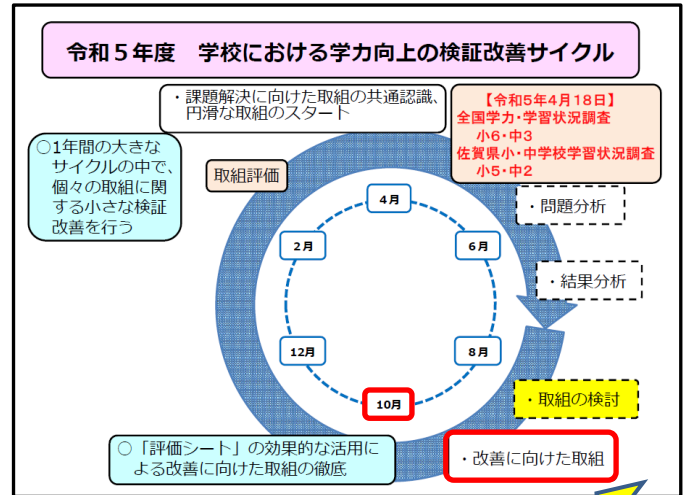 令和５年度　学校における学力向上の検証改善サイクル
・課題解決に向けた取組の共通認識、
円滑な取組のスタート
【令和5年4月18日】
全国学力・学習状況調査
小6・中3
佐賀県小・中学校学習状況調査
小5・中2
○1年間の大きな
サイクルの中で、
個々の取組に関
する小さな検証
改善を行う
取組評価
4月
・問題分析
2月
6月
・結果分析
12月
8月
10月
・取組の検討
○「評価シート」の効果的な活用に
よる改善に向けた取組の徹底
・改善に向けた取組